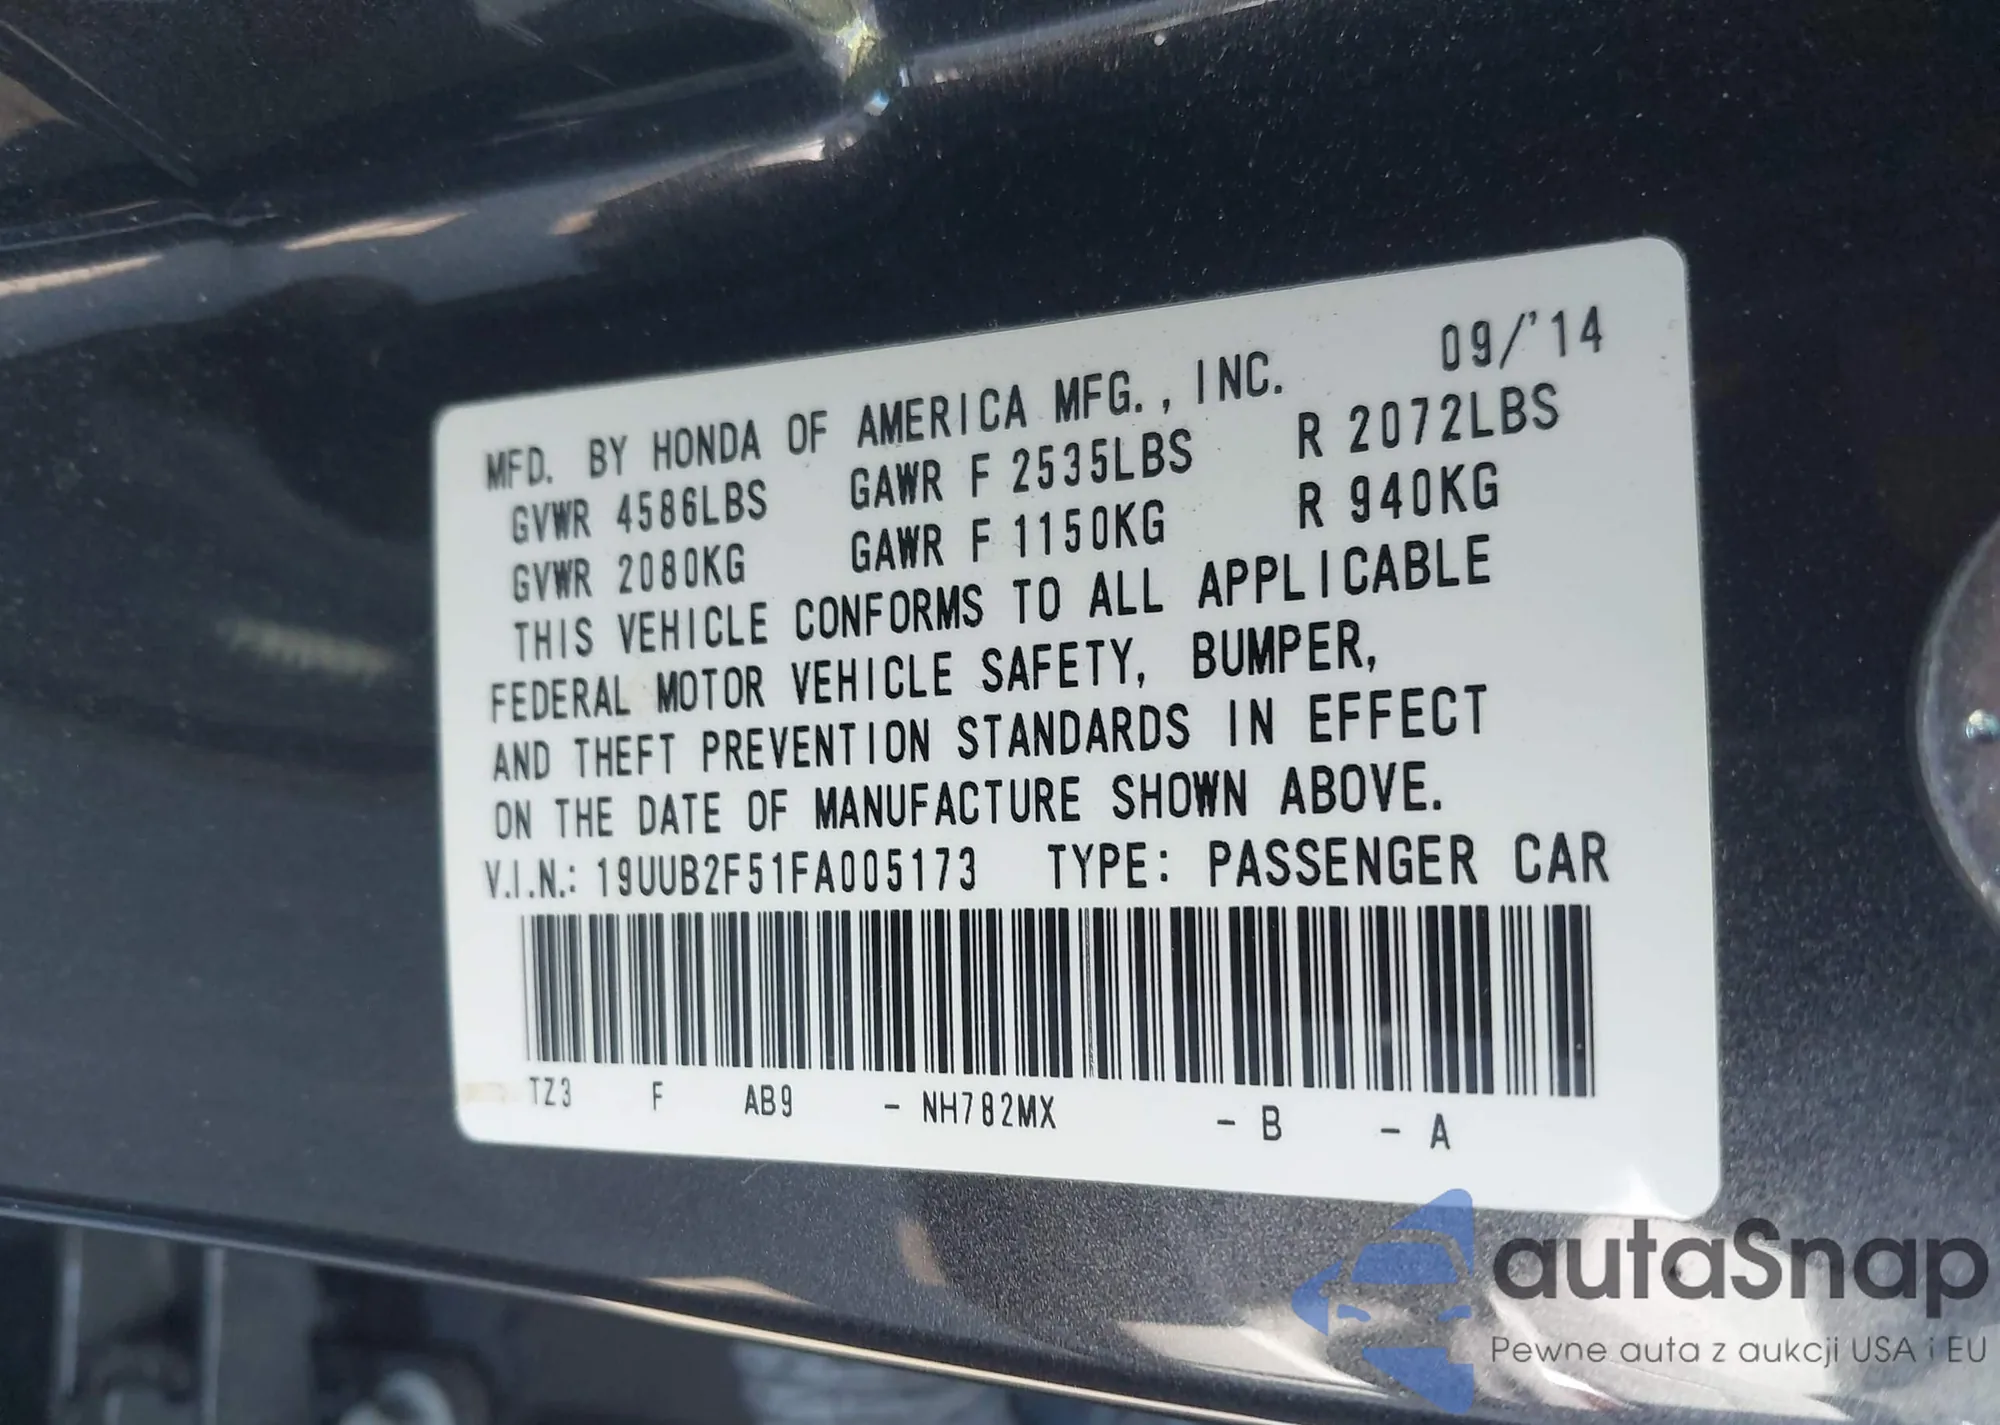 09/'14
MFD. BY HONDA OF AMERICA MFG., INC.
GVWR 4586LBS GAWR F 2535LBS R 2072LBS
GVWR 2080KG GAWR F 1150KG R 940KG
THIS VEHICLE CONFORMS TO ALL APPLICABLE
FEDERAL MOTOR VEHICLE SAFETY, BUMPER,
AND THEFT PREVENTION STANDARDS IN EFFECT
ON THE DATE OF MANUFACTURE SHOWN ABOVE.
V.I.N.: 19UUB2F51FA005173 TYPE: PASSENGER CAR
TZ3 F AB9 - NH782MX - B - A
autaSnap
Pewne auta z aukcji USA i EU